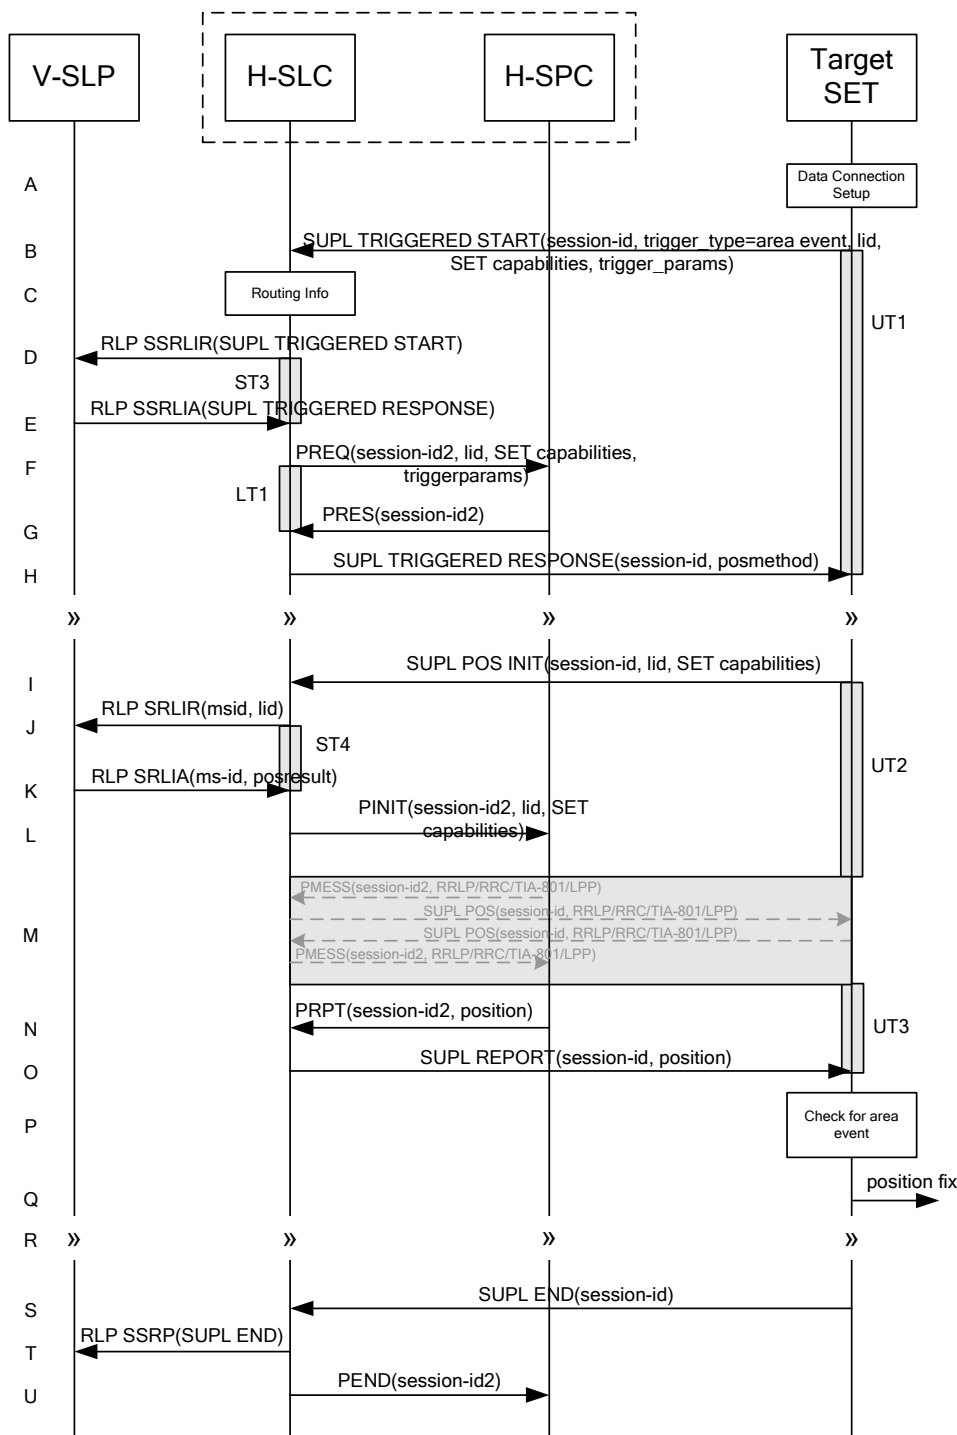 V-SLP
H-SLC
H-SPC
Target
SET
A
Data Connection
Setup
B
SUPL TRIGGERED START(session-id, trigger_type=area event, lid,
SET capabilities, trigger_params)
C
Routing Info
UT1
D
RLP SSRLIR(SUPL TRIGGERED START)
ST3
E
RLP SSRLIA(SUPL TRIGGERED RESPONSE)
F
PREQ(session-id2, lid, SET capabilities,
triggerparams)
LT1
G
PRES(session-id2)
H
SUPL TRIGGERED RESPONSE(session-id, posmethod)
» » » »
I
SUPL POS INIT(session-id, lid, SET capabilities)
J
RLP SRLIR(msid, lid)
ST4
UT2
K
RLP SRLIA(ms-id, posresult)
L
PINIT(session-id2, lid, SET
capabilities)
M
PMESS(session-id2, RRLP/RRC/TIA-801/LPP)
SUPL POS(session-id, RRLP/RRC/TIA-801/LPP)
SUPL POS(session-id, RRLP/RRC/TIA-801/LPP)
PMESS(session-id2, RRLP/RRC/TIA-801/LPP)
N
PRPT(session-id2, position)
UT3
O
SUPL REPORT(session-id, position)
P
Check for area
event
Q
position fix
R
» » » »
S
SUPL END(session-id)
T
RLP SSRP(SUPL END)
U
PEND(session-id2)